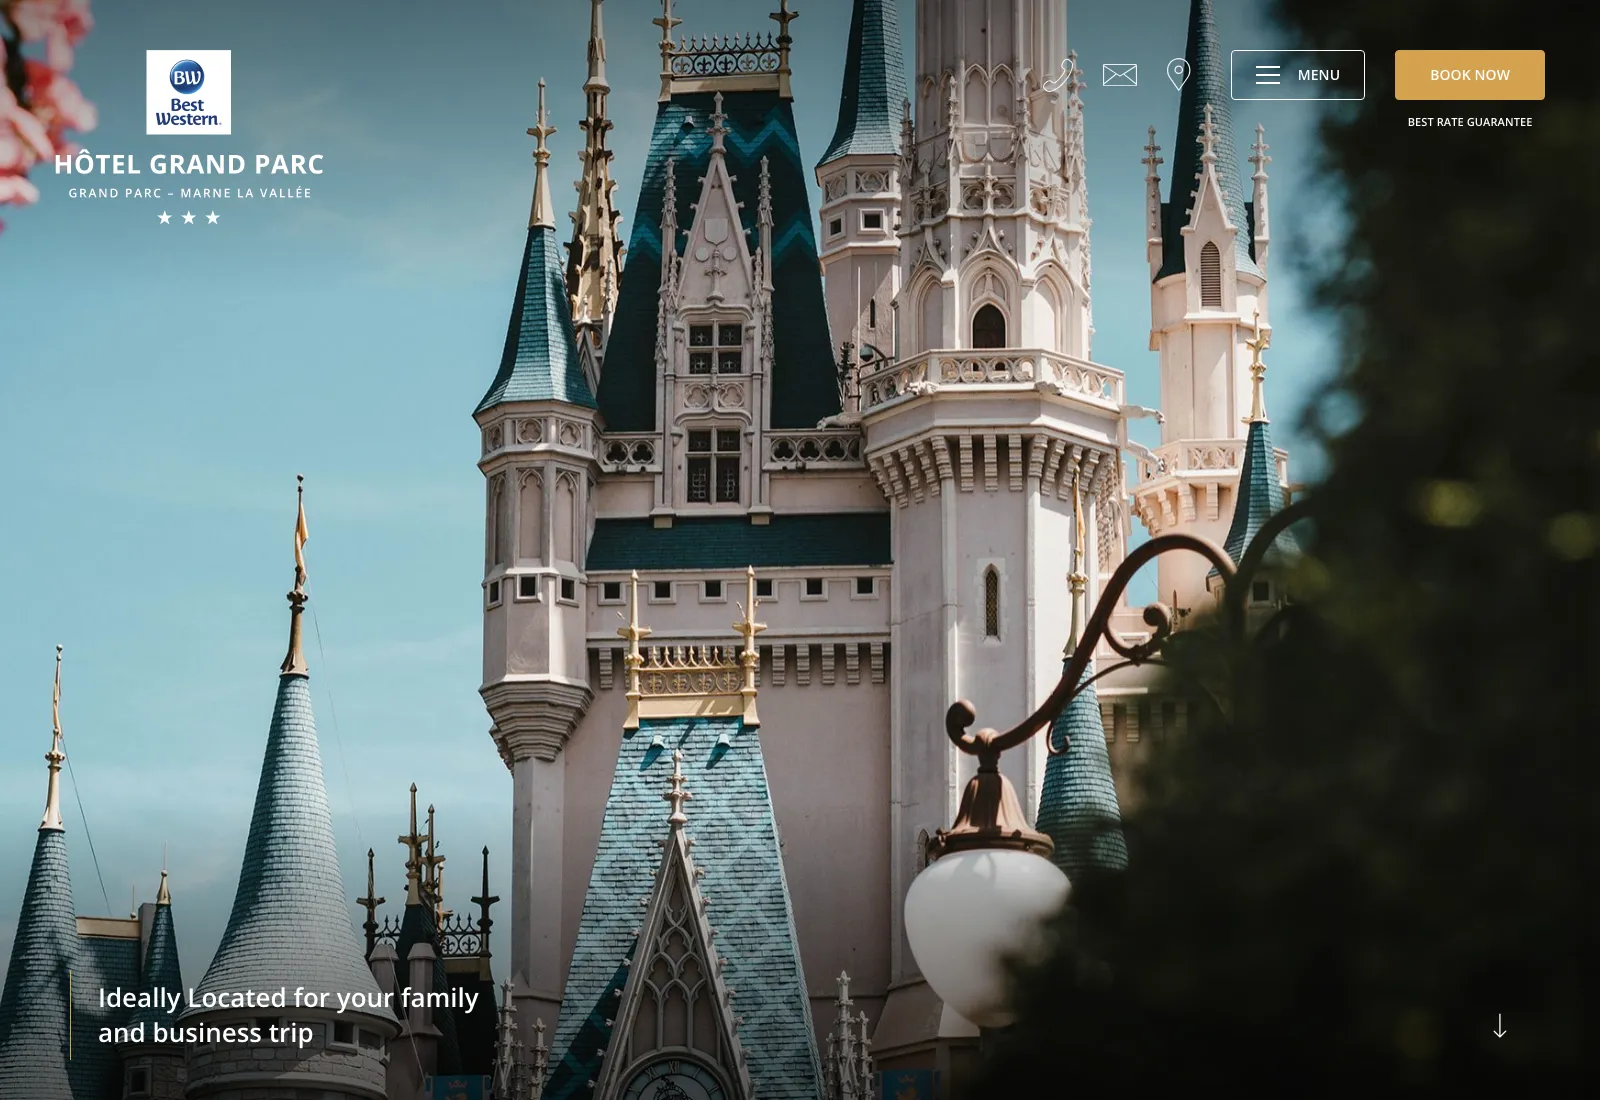 BW
Best
Western.
HÔTEL GRAND PARC
GRAND PARC – MARNE LA VALLÉE
MENU
BOOK NOW
BEST RATE GUARANTEE
Ideally Located for your family
and business trip